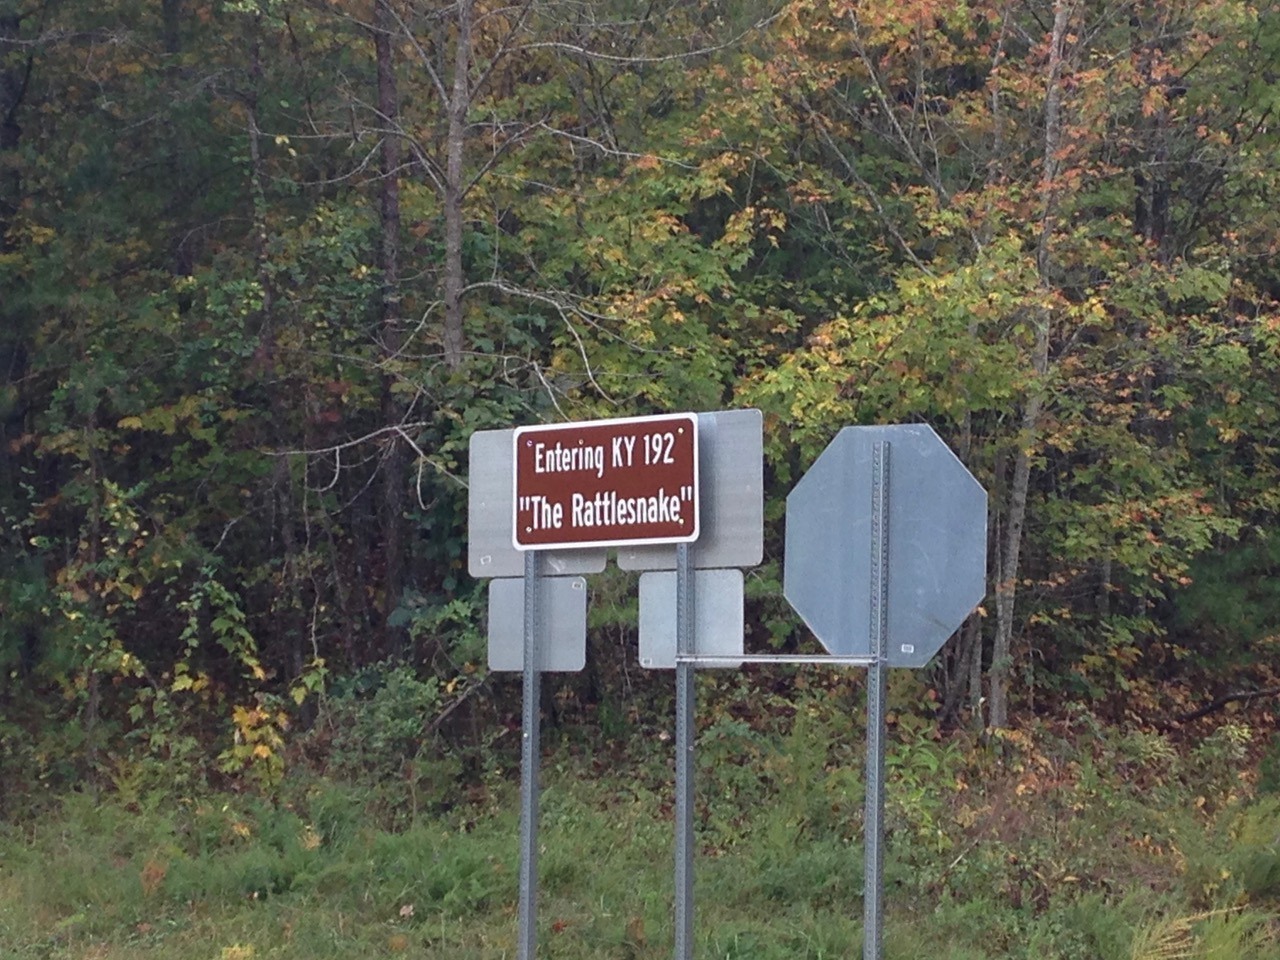 Entering KY 192
"The Rattlesnake"